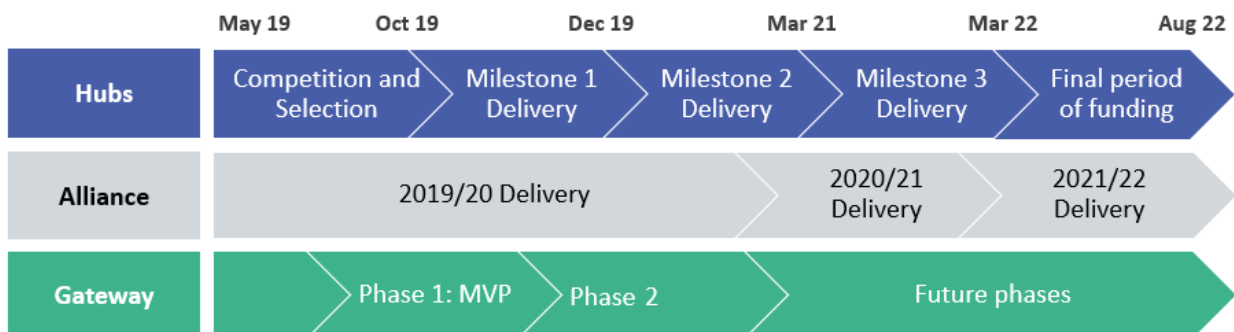 May 19 Oct 19 Dec 19 Mar 21 Mar 22 Aug 22
Hubs
Competition and
Selection
Milestone 1
Delivery
Milestone 2
Delivery
Milestone 3
Delivery
Final period
of funding
Alliance
2019/20 Delivery
2020/21
Delivery
2021/22
Delivery
Gateway
Phase 1: MVP
Phase 2
Future phases